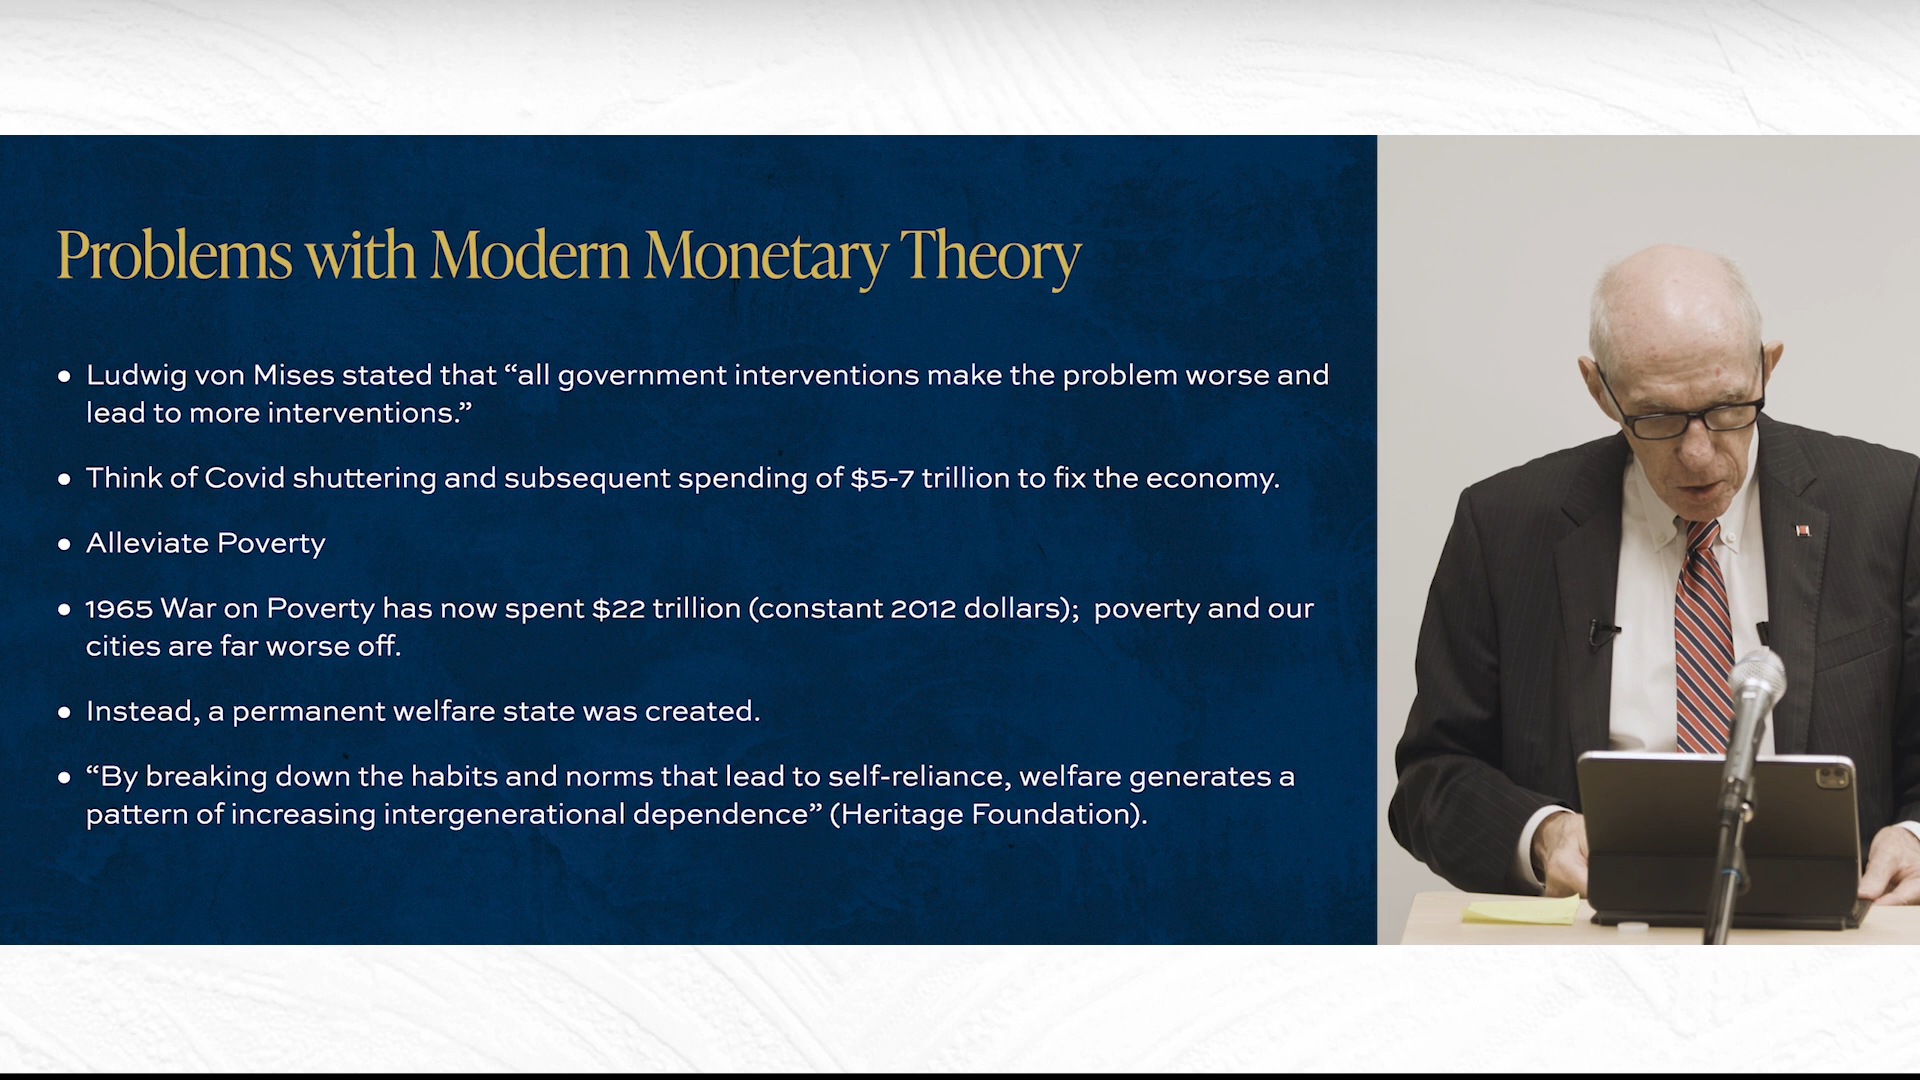 Problems with Modern Monetary Theory
• Ludwig von Mises stated that “all government interventions make the problem worse and
lead to more interventions.”
• Think of Covid shuttering and subsequent spending of $5-7 trillion to fix the economy.
• Alleviate Poverty
• 1965 War on Poverty has now spent $22 trillion (constant 2012 dollars);  poverty and our
cities are far worse off.
• Instead, a permanent welfare state was created.
• “By breaking down the habits and norms that lead to self-reliance, welfare generates a
pattern of increasing intergenerational dependence” (Heritage Foundation).